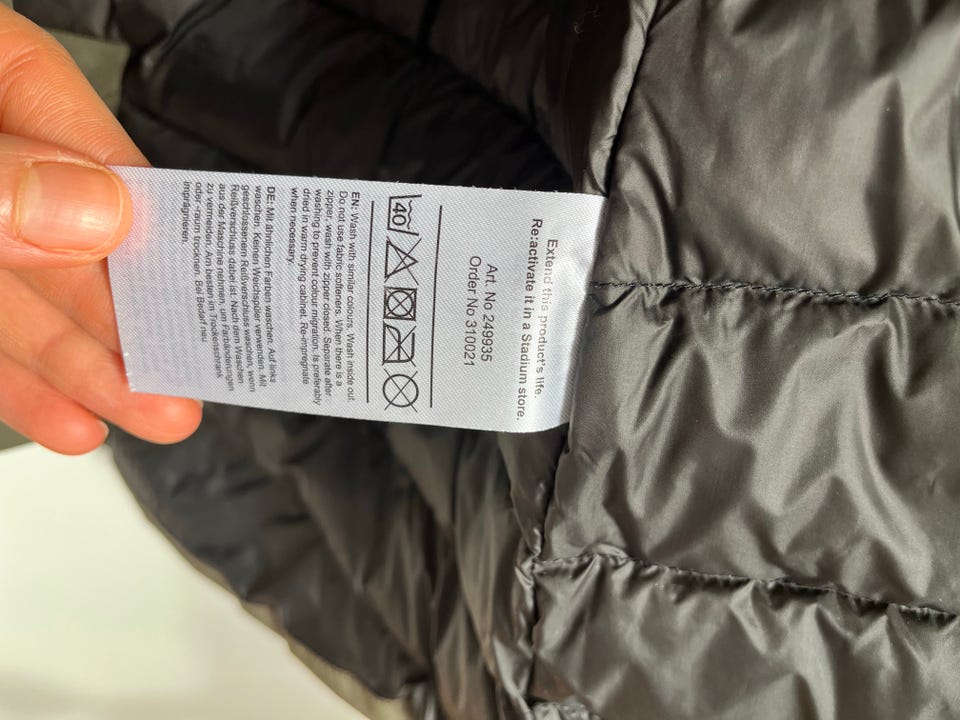 Extend this product's life.
Re:activate it in a Stadium store.
Art. No 249935
Order No 310021
40
EN: Wash with similar colours. Wash inside out.
Do not use fabric softeners. When there is a
zipper, wash with zipper closed. Separate after
washing to prevent colour migration. Is preferably
dried in warm drying cabinet. Re-impregnate
when necessary.
DE: Mit ähnlichen Farben waschen. Auf links
waschen. Keinen Weichspüler verwenden. Mit
geschlossenen Reißverschluss waschen, wenn
Reißverschluss dabei ist. Nach dem Waschen
aus der Maschine nehmen, um Farbänderungen
zu vermeiden. Am besten im Trockenschrank
oder -raum trocknen. Bei Bedarf neu
imprägnieren.